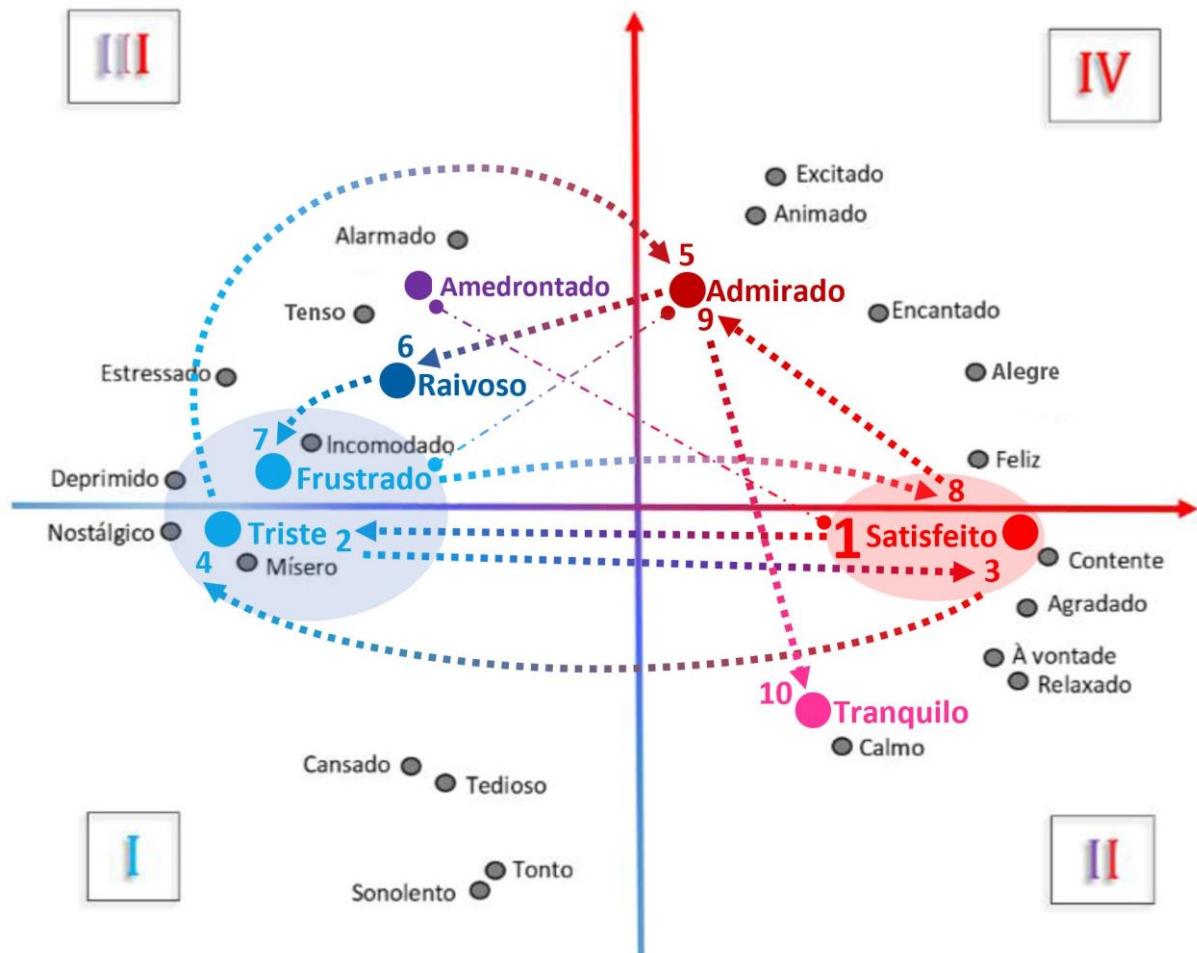 III
IV
Excitado
Animado
Alarmado
5
Amedrontado
Admirado
Tenso
9
Encantado
6
Estressado
Raivoso
Alegre
7
Incomodado
Feliz
Deprimido
Frustrado
8
Nostálgico
Triste
2
1
Satisfeito
4
Mísero
3
Contente
Agradado
À vontade
Relaxado
10
Tranquilo
Calmo
Cansado
Tedioso
I
II
Tonto
Sonolento